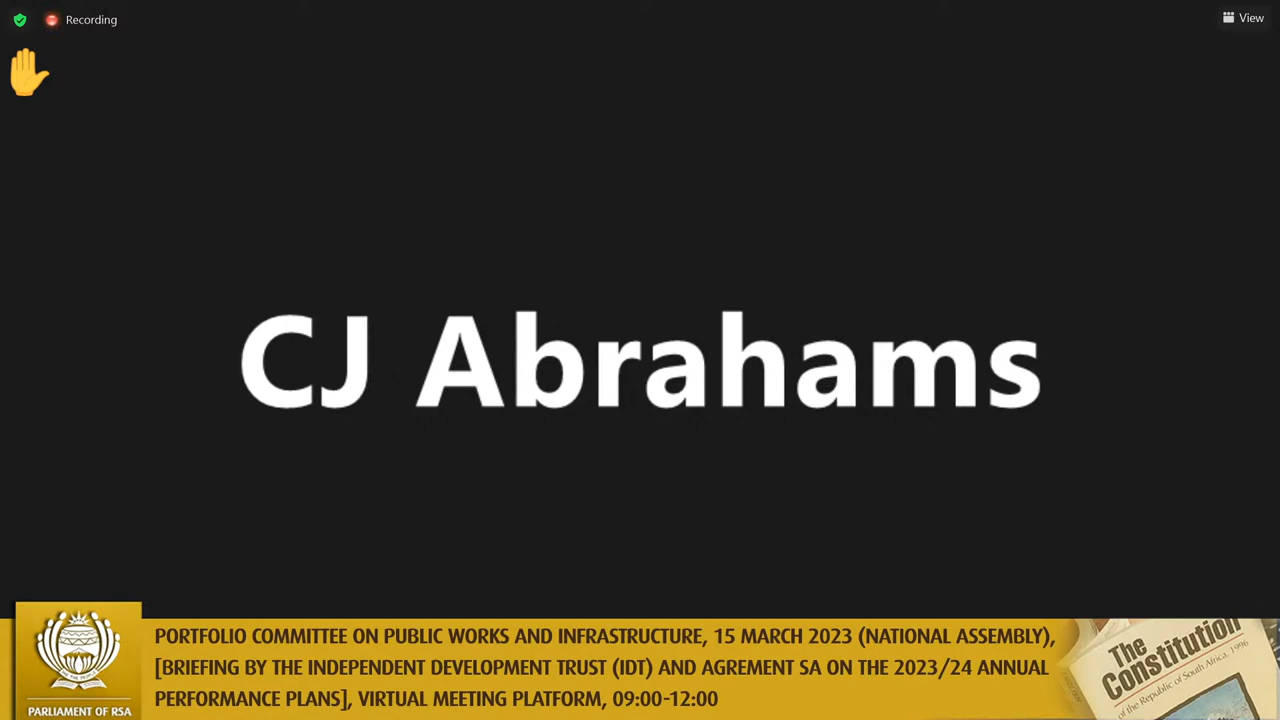 Recording
View
CJ Abrahams
PORTFOLIO COMMITTEE ON PUBLIC WORKS AND INFRASTRUCTURE, 15 MARCH 2023 (NATIONAL ASSEMBLY),
[BRIEFING BY THE INDEPENDENT DEVELOPMENT TRUST (IDT) AND AGREMENT SA ON THE 2023/24 ANNUAL
PERFORMANCE PLANS], VIRTUAL MEETING PLATFORM, 09:00-12:00
PARLIAMENT OF RSA
The
Constitution
of the Republic of South Africa, 1996